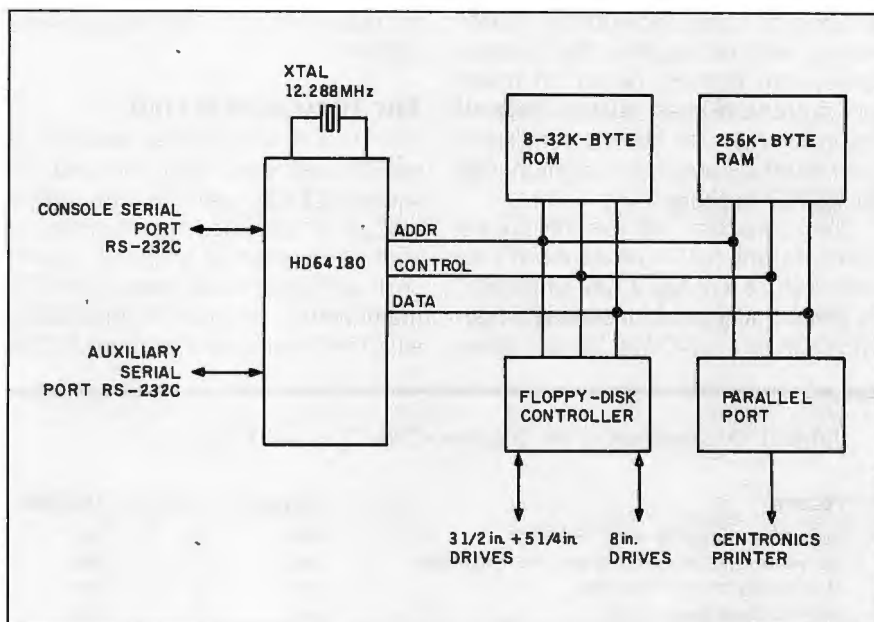 XTAL
12.288MHz
8-32K-BYTE
ROM
256K-BYTE
RAM
CONSOLE SERIAL
PORT
RS-232C
HD64180
ADDR
CONTROL
DATA
AUXILIARY
SERIAL
PORT RS-232C
FLOPPY-DISK
CONTROLLER
PARALLEL
PORT
3 1/2 in. + 5 1/4 in.
DRIVES
8 in.
DRIVES
CENTRONICS
PRINTER